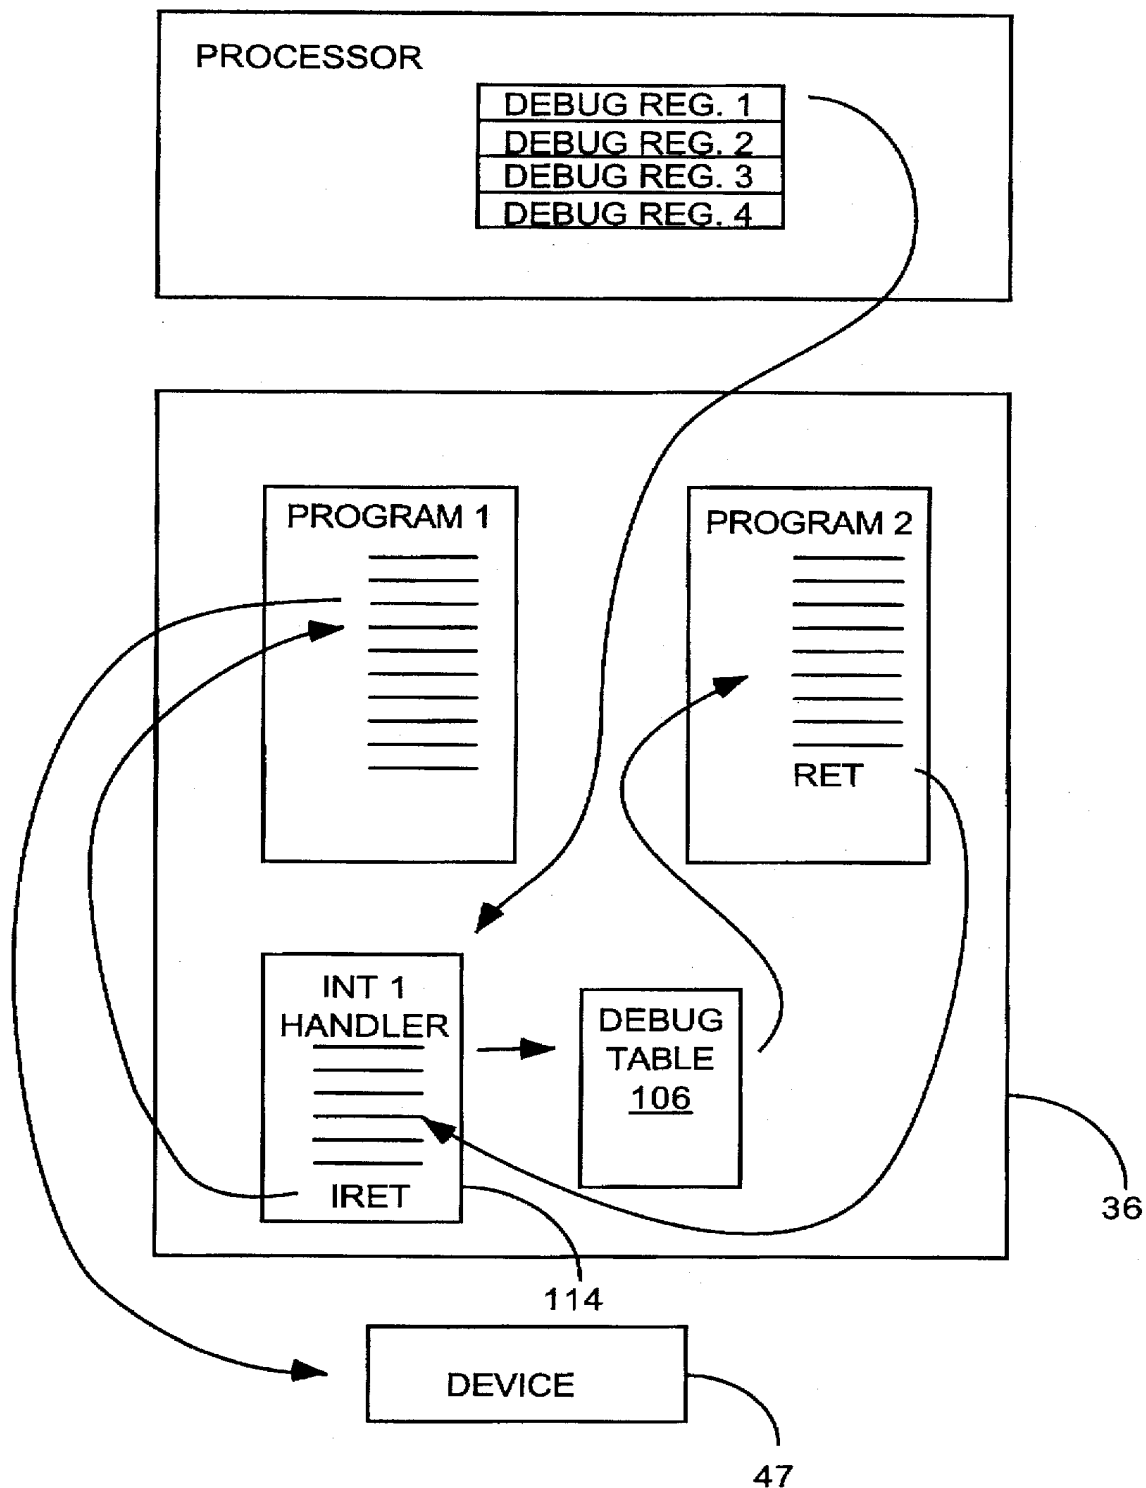 PROCESSOR
DEBUG REG. 1
DEBUG REG. 2
DEBUG REG. 3
DEBUG REG. 4
PROGRAM 1
PROGRAM 2
RET
INT 1
HANDLER
IRET
DEBUG
TABLE
106
36
114
DEVICE
47